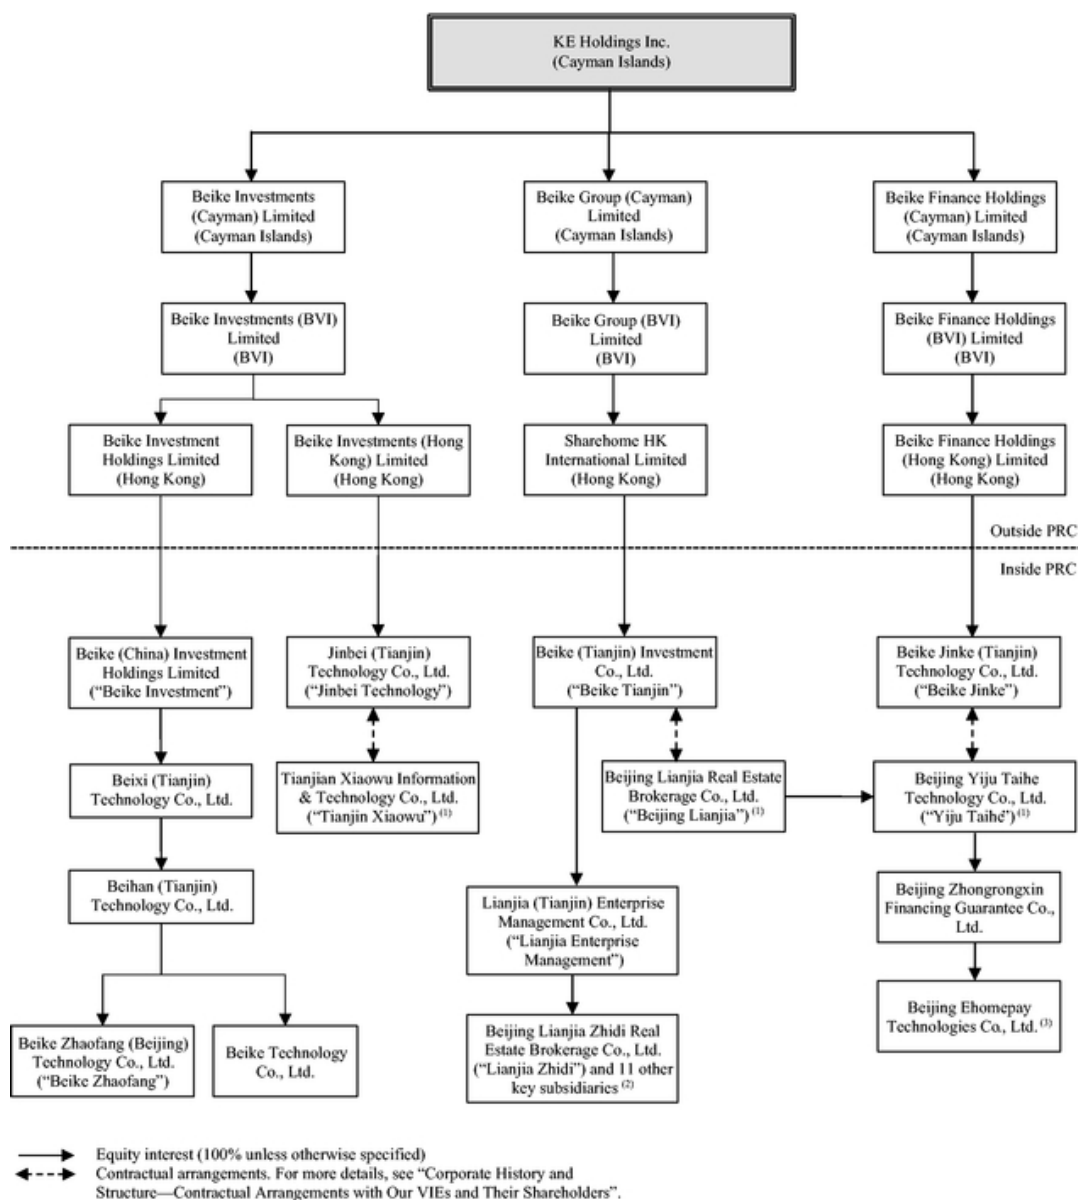 KE Holdings Inc.
(Cayman Islands)
Beike Investments
(Cayman) Limited
(Cayman Islands)
Beike Group (Cayman)
Limited
(Cayman Islands)
Beike Finance Holdings
(Cayman) Limited
(Cayman Islands)
Beike Investments (BVI)
Limited
(BVI)
Beike Group (BVI)
Limited
(BVI)
Beike Finance Holdings
(BVI) Limited
(BVI)
Beike Investment
Holdings Limited
(Hong Kong)
Beike Investments (Hong
Kong) Limited
(Hong Kong)
Sharehome HK
International Limited
(Hong Kong)
Beike Finance Holdings
(Hong Kong) Limited
(Hong Kong)
Outside PRC
Inside PRC
Beike (China) Investment
Holdings Limited
(“Beike Investment”)
Jinbei (Tianjin)
Technology Co., Ltd.
(“Jinbei Technology”)
Beike (Tianjin) Investment
Co., Ltd.
(“Beike Tianjin”)
Beike Jinke (Tianjin)
Technology Co., Ltd.
(“Beike Jinke”)
Beixi (Tianjin)
Technology Co., Ltd.
Tianjian Xiaowu Information
& Technology Co., Ltd.
(“Tianjin Xiaowu”) (1)
Beijing Lianjia Real Estate
Brokerage Co., Ltd.
(“Beijing Lianjia”) (1)
Beijing Yiju Taihe
Technology Co., Ltd.
(“Yiju Taihe”) (1)
Beihan (Tianjin)
Technology Co., Ltd.
Lianjia (Tianjin) Enterprise
Management Co., Ltd.
(“Lianjia Enterprise
Management”)
Beijing Zhongrongxin
Financing Guarantee Co.,
Ltd.
Beike Zhaofang (Beijing)
Technology Co., Ltd.
(“Beike Zhaofang”)
Beike Technology
Co., Ltd.
Beijing Lianjia Zhidi Real
Estate Brokerage Co., Ltd.
(“Lianjia Zhidi”) and 11 other
key subsidiaries (2)
Beijing Ehomepay
Technologies Co., Ltd. (3)
Equity interest (100% unless otherwise specified)
Contractual arrangements. For more details, see “Corporate History and
Structure—Contractual Arrangements with Our VIEs and Their Shareholders”.